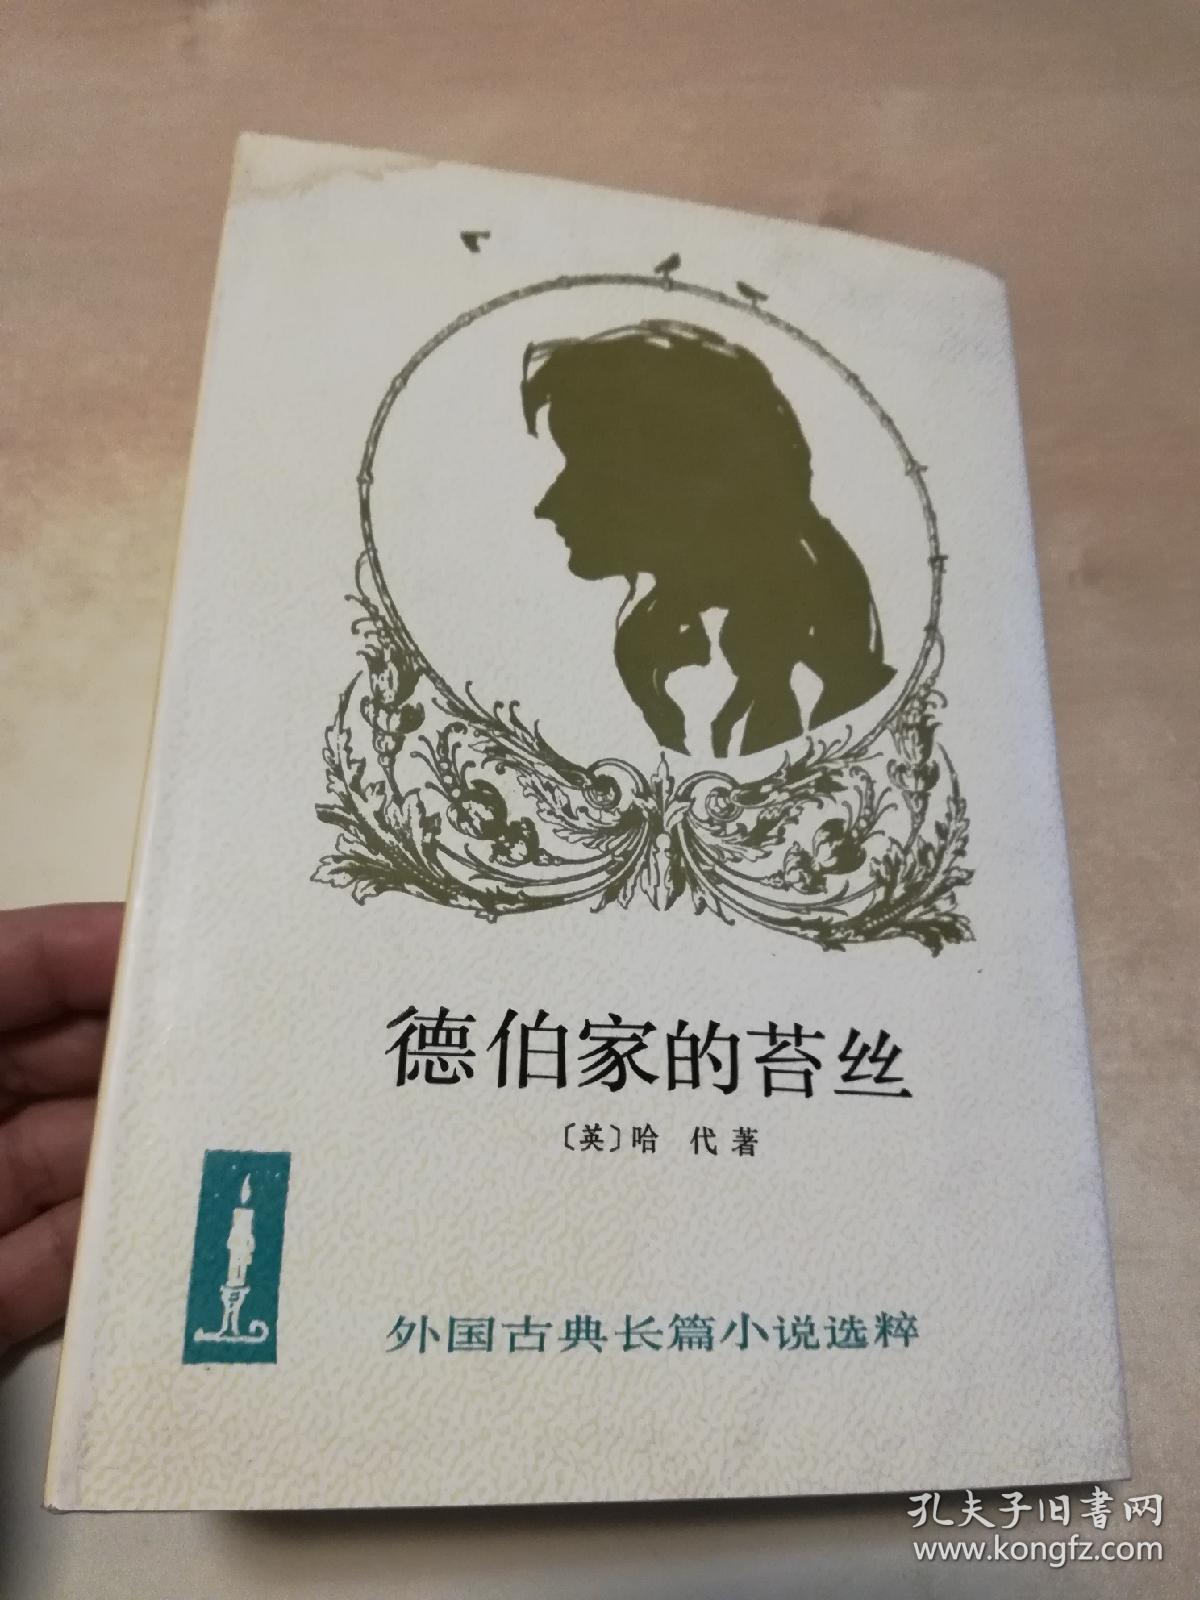 德伯家的苔丝
〔英〕哈 代 著
外国古典长篇小说选粹
孔夫子旧书网
www.kongfz.com